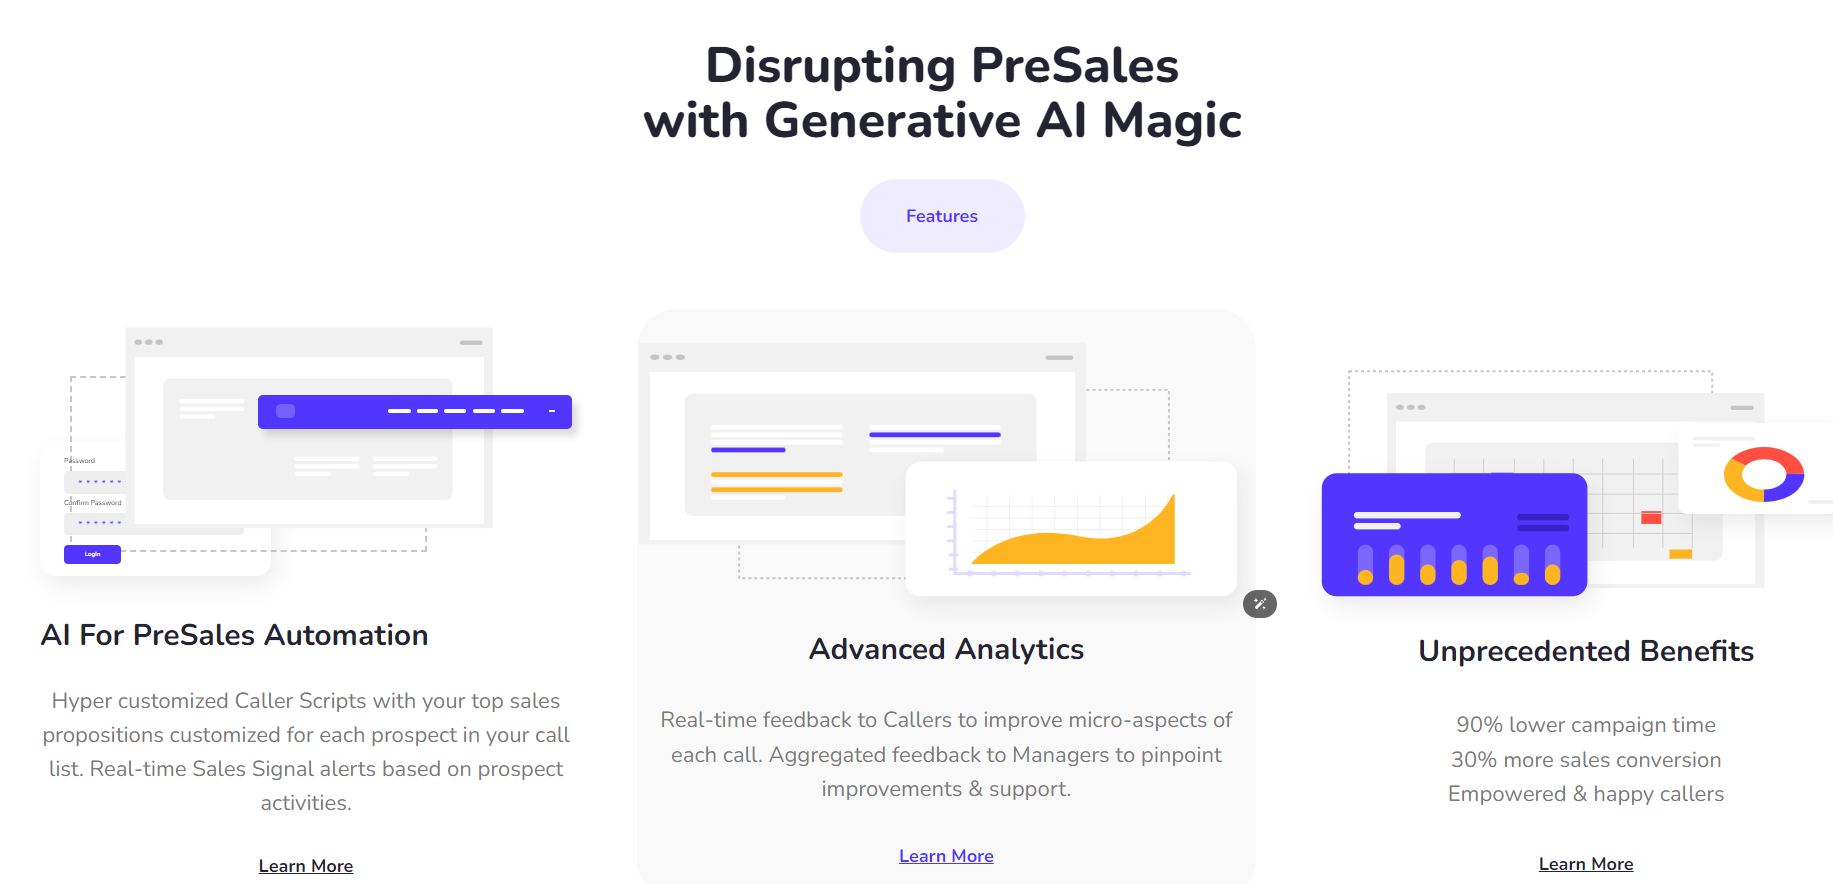 Disrupting PreSales
with Generative AI Magic
Features
Password
* * * * * *
Confirm Password
* * * * * *
Login
AI For PreSales Automation
Hyper customized Caller Scripts with your top sales
propositions customized for each prospect in your call
list. Real-time Sales Signal alerts based on prospect
activities.
Learn More
Advanced Analytics
Real-time feedback to Callers to improve micro-aspects of
each call. Aggregated feedback to Managers to pinpoint
improvements & support.
Learn More
Unprecedented Benefits
90% lower campaign time
30% more sales conversion
Empowered & happy callers
Learn More